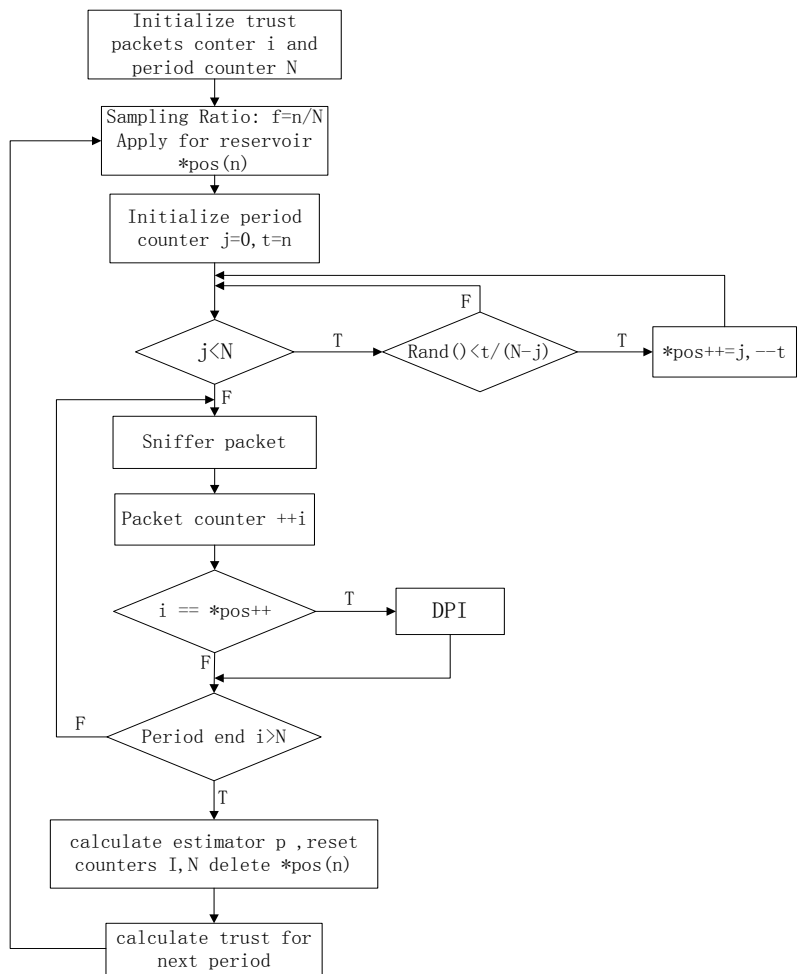 Initialize trust
packets conter i and
period counter N
Sampling Ratio: f=n/N
Apply for reservoir
*pos(n)
Initialize period
counter j=0,t=n
F
j<N
T
Rand()<t/(N-j)
T
*pos++=j,--t
F
Sniffer packet
Packet counter ++i
i == *pos++
T
DPI
F
F
Period end i>N
T
calculate estimator p ,reset
counters I,N delete *pos(n)
calculate trust for
next period